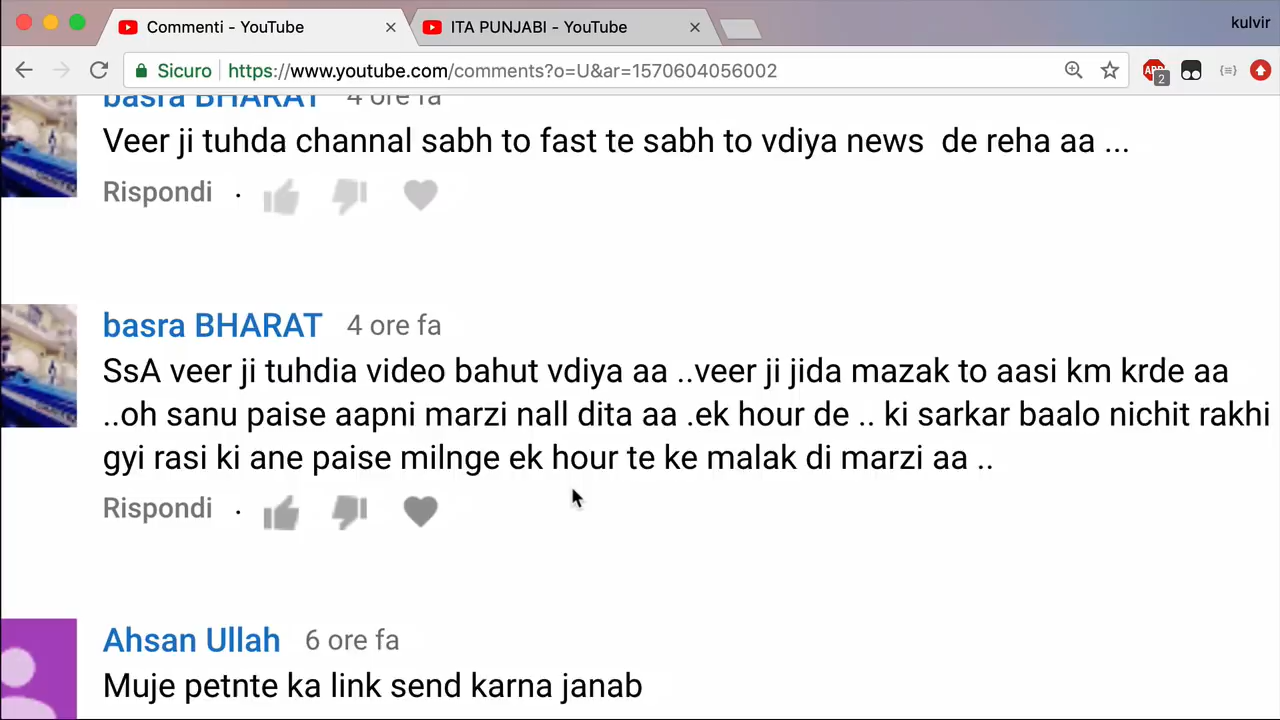 Commenti - YouTube
ITA PUNJABI - YouTube
kulvir
Sicuro https://www.youtube.com/comments?o=U&ar=1570604056002
ABP
2
basra BHARAT 4 ore fa
Veer ji tuhda channal sabh to fast te sabh to vdiya news de reha aa ...
Rispondi ·
basra BHARAT 4 ore fa
SsA veer ji tuhdia video bahut vdiya aa ..veer ji jida mazak to aasi km krde aa
..oh sanu paise aapni marzi nall dita aa .ek hour de .. ki sarkar baalo nichit rakhi
gyi rasi ki ane paise milnge ek hour te ke malak di marzi aa ..
Rispondi ·
Ahsan Ullah 6 ore fa
Muje petnte ka link send karna janab